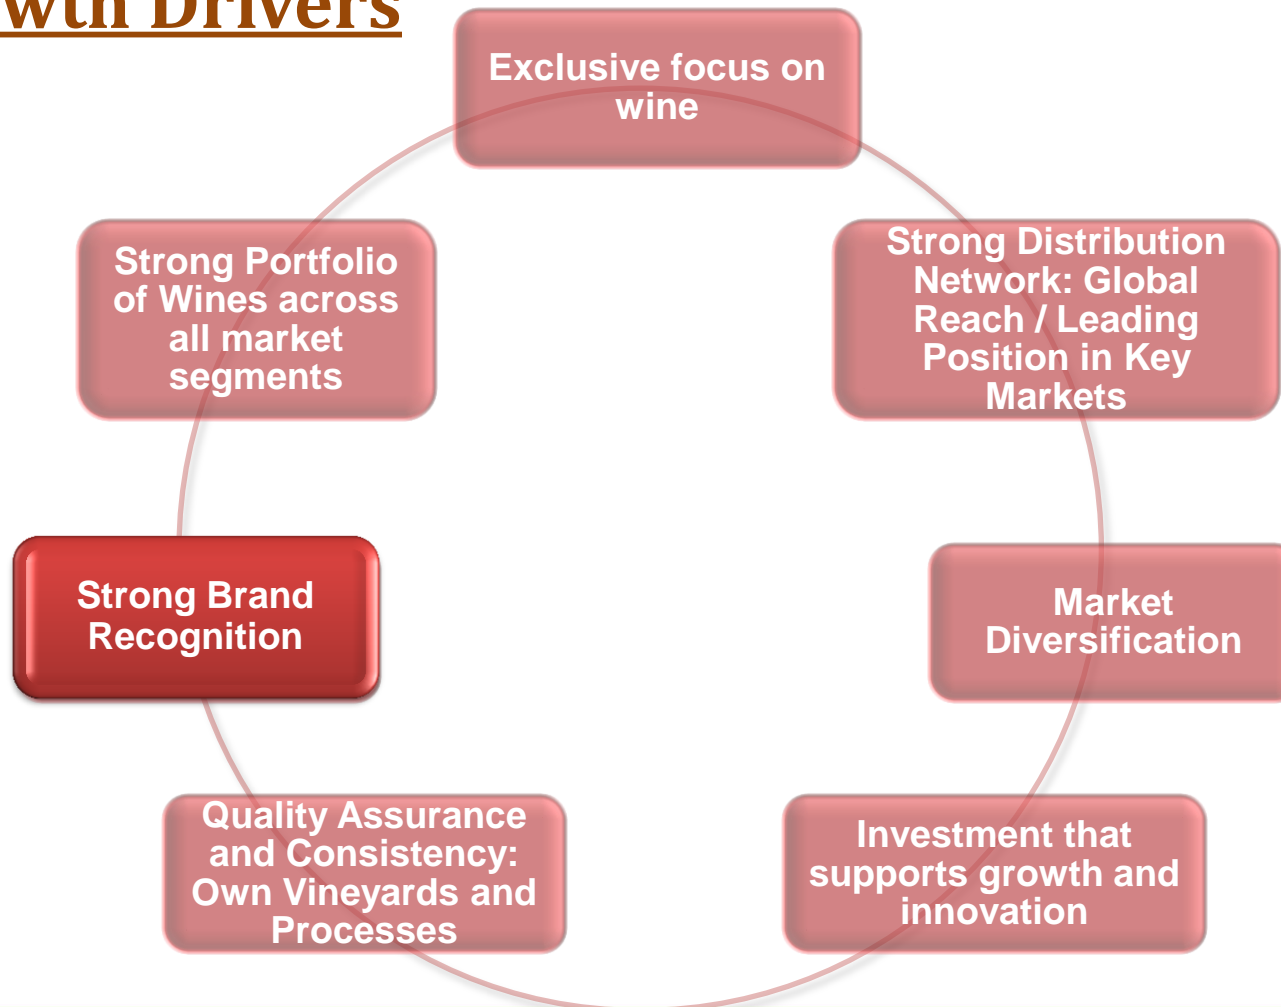 wth Drivers
Exclusive focus on
wine
Strong Distribution
Network: Global
Reach / Leading
Position in Key
Markets
Market
Diversification
Investment that
supports growth and
innovation
Quality Assurance
and Consistency:
Own Vineyards and
Processes
Strong Brand
Recognition
Strong Portfolio
of Wines across
all market
segments